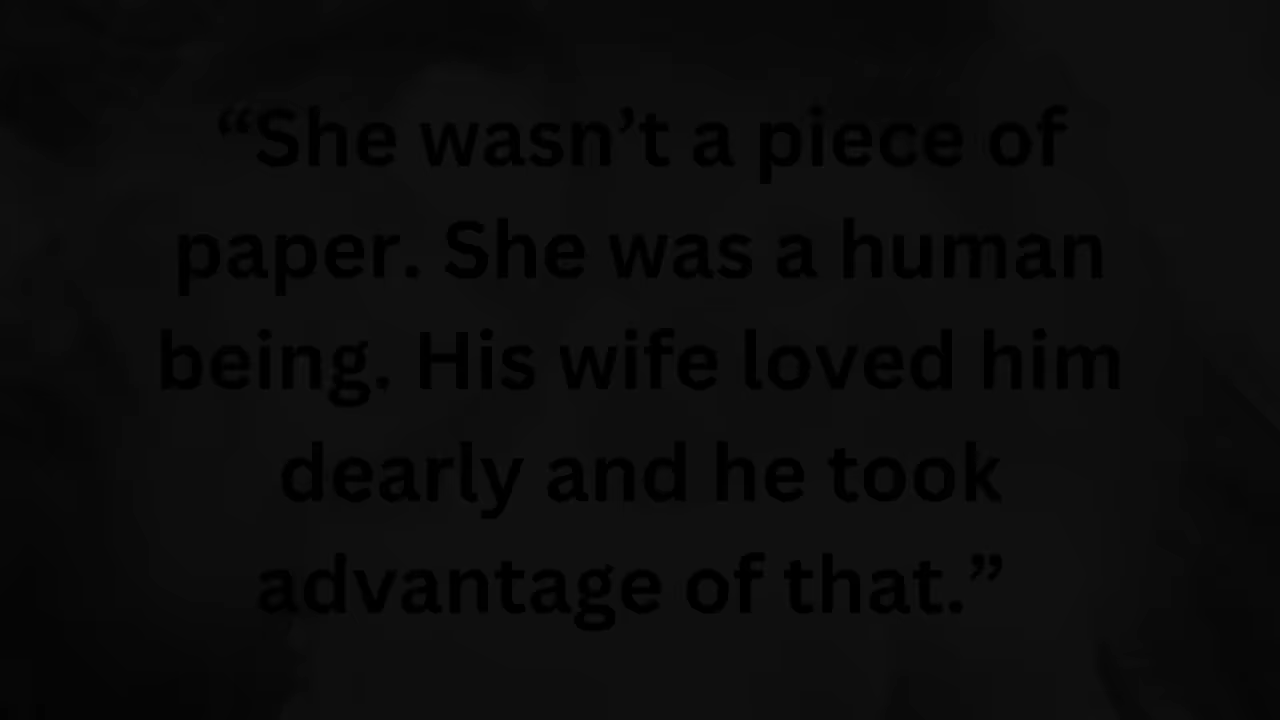 “She wasn’t a piece of
paper. She was a human
being. His wife loved him
dearly and he took
advantage of that.”